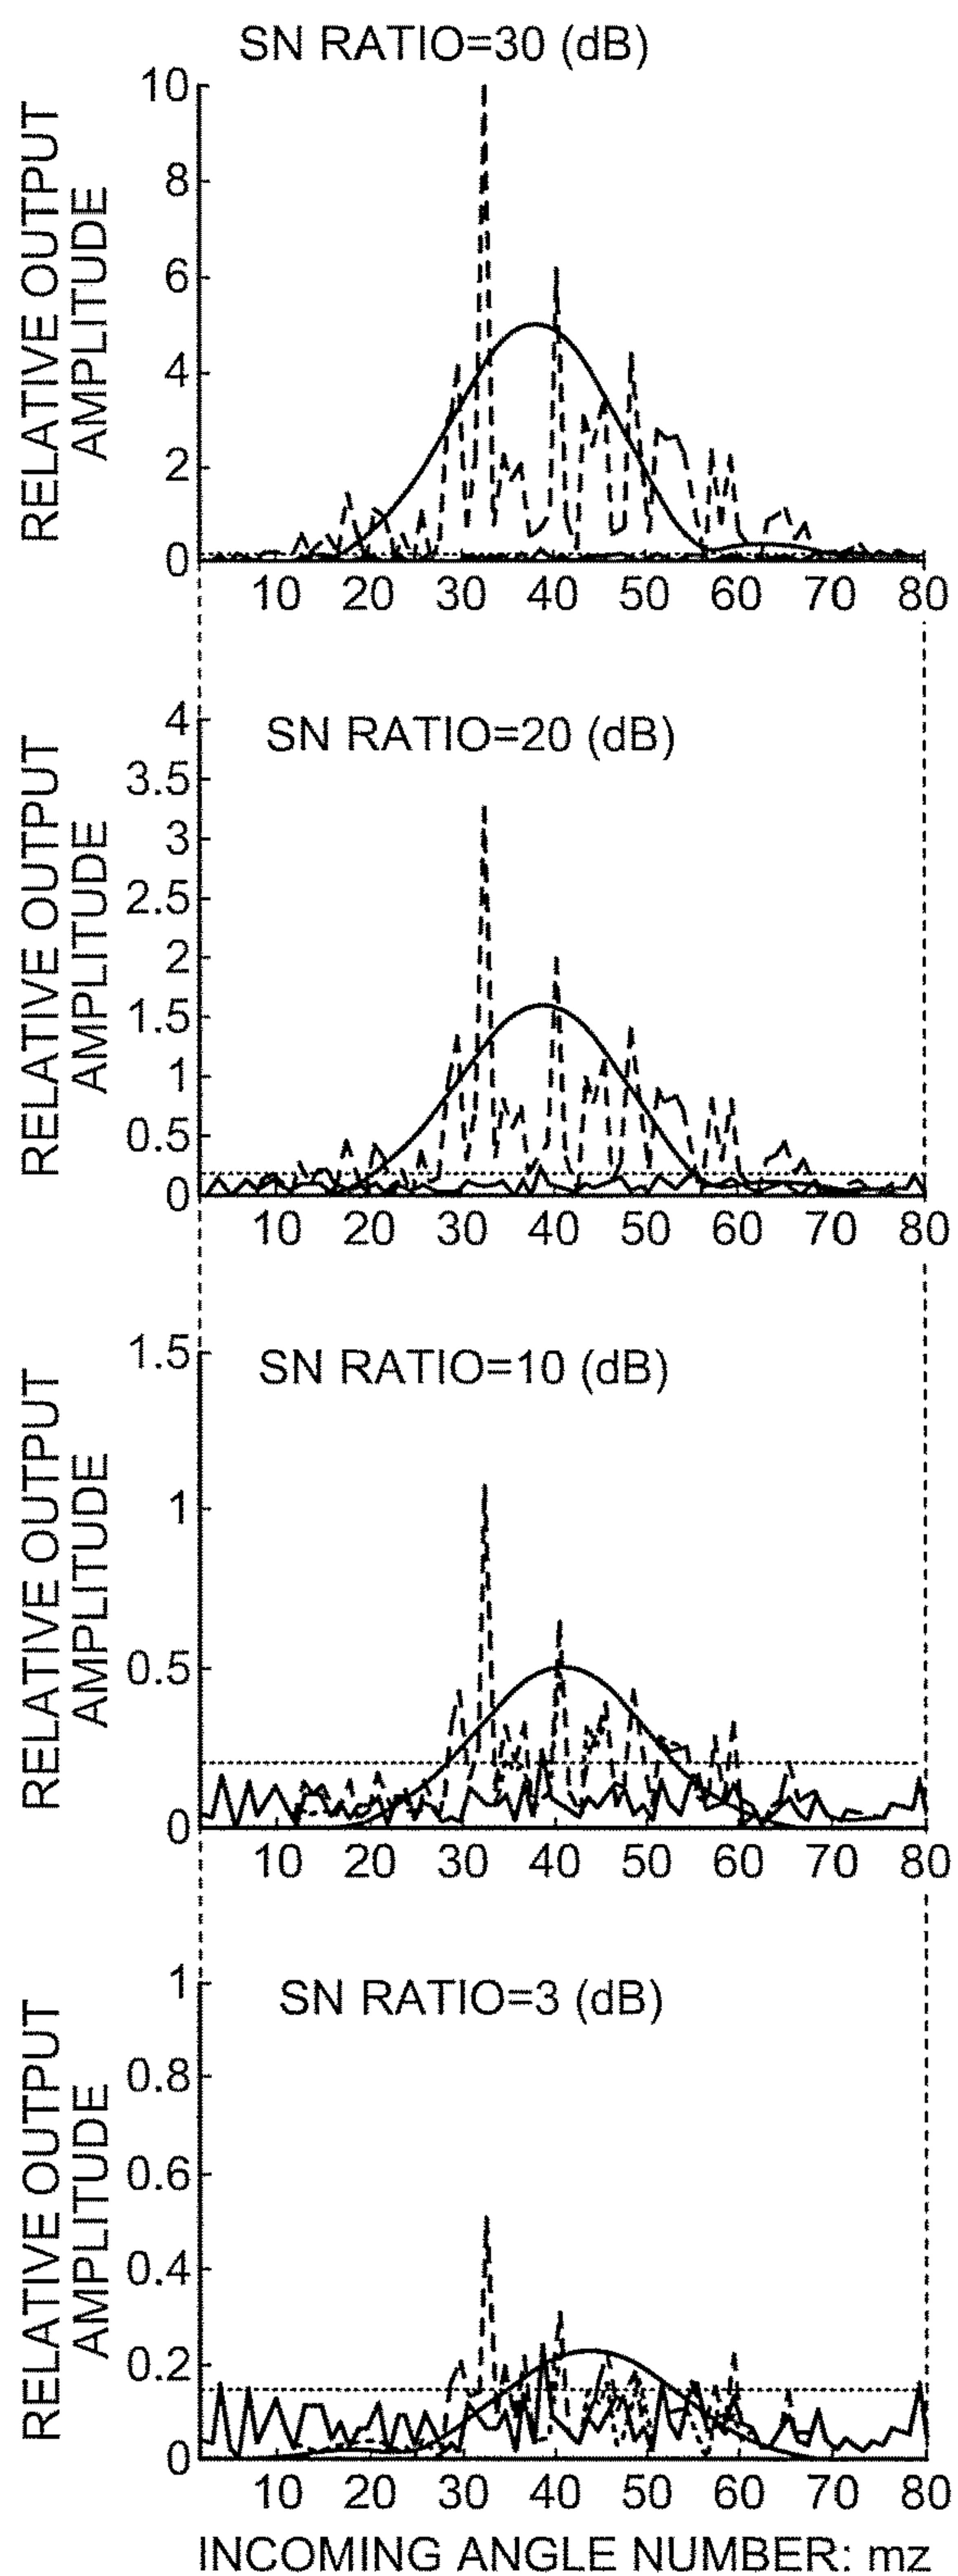 SN RATIO=30 (dB)
RELATIVE OUTPUT
AMPLITUDE
10
8
6
4
2
0
10 20 30 40 50 60 70 80
SN RATIO=20 (dB)
RELATIVE OUTPUT
AMPLITUDE
4
3.5
3
2.5
2
1.5
1
0.5
0
10 20 30 40 50 60 70 80
SN RATIO=10 (dB)
RELATIVE OUTPUT
AMPLITUDE
1.5
1
0.5
0
10 20 30 40 50 60 70 80
SN RATIO=3 (dB)
RELATIVE OUTPUT
AMPLITUDE
1
0.8
0.6
0.4
0.2
0
10 20 30 40 50 60 70 80
INCOMING ANGLE NUMBER: mz